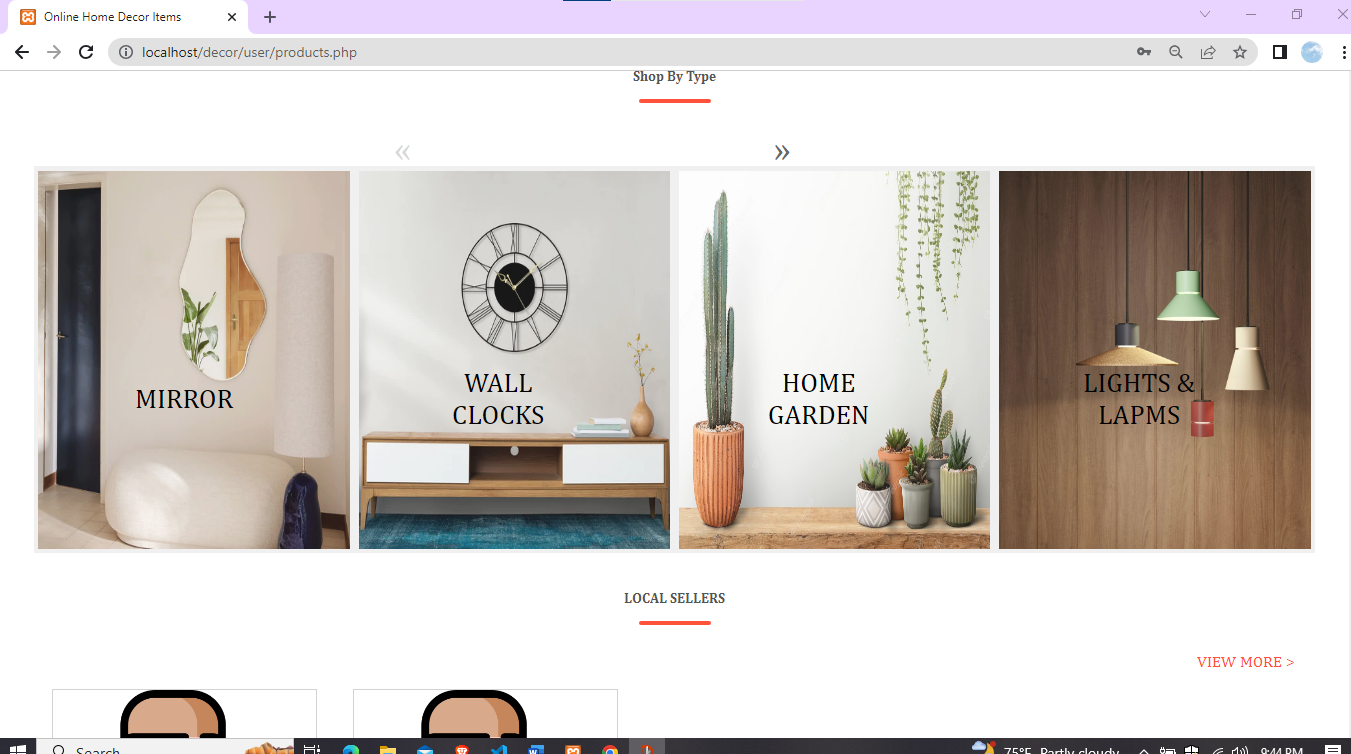 Online Home Decor Items
localhost/decor/user/products.php
Shop By Type
«
»
MIRROR
WALL
CLOCKS
HOME
GARDEN
LIGHTS &
LAPMS
LOCAL SELLERS
VIEW MORE >
Search
75°F Partly cloudy
9:44 PM